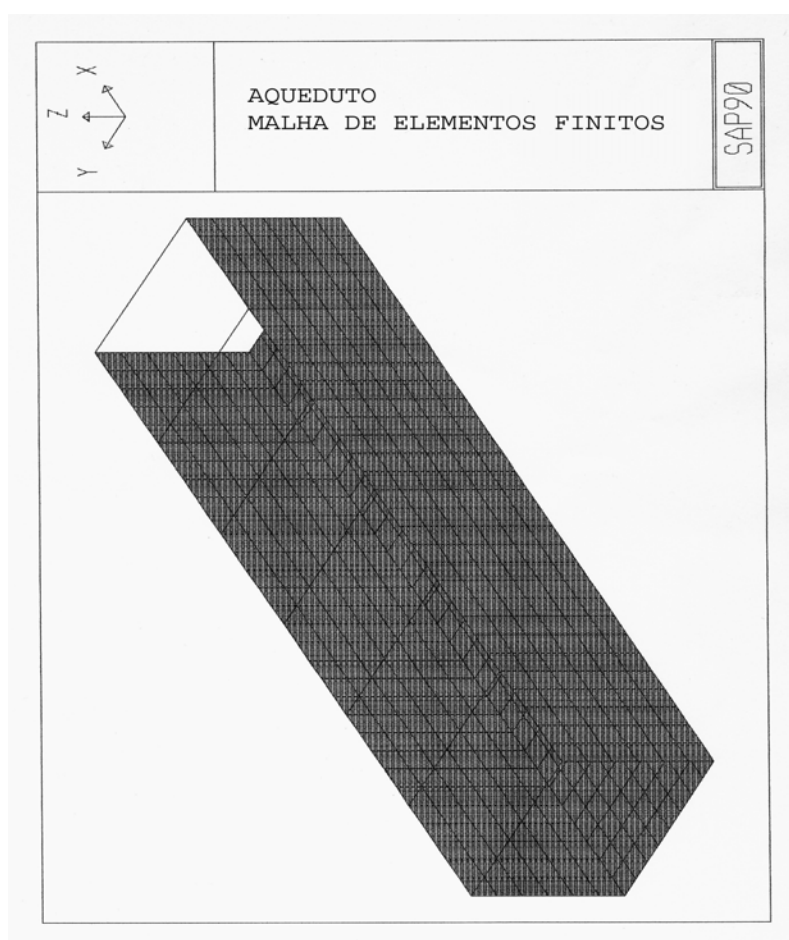 X
Z
Y
AQUEDUTO
MALHA DE ELEMENTOS FINITOS
SAP90